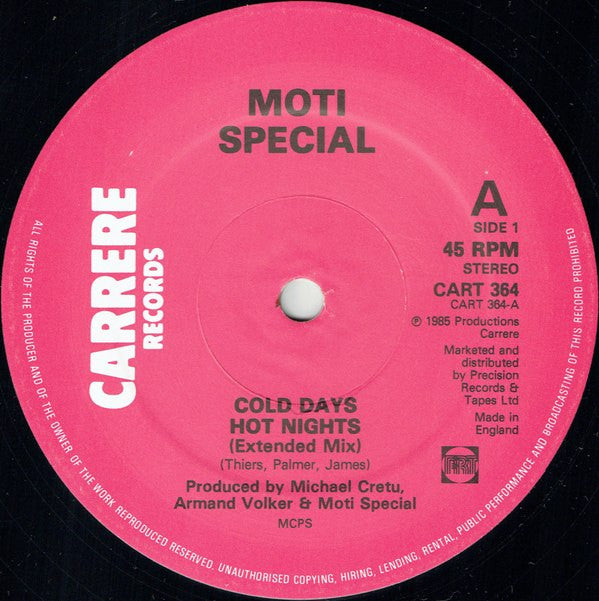 MOTI
SPECIAL
CARRERE
RECORDS
A
SIDE 1
45 RPM
STEREO
CART 364
CART 364-A
℗ 1985 Productions
Carrere
Marketed and
distributed
by Precision
Records &
Tapes Ltd
Made in
England
PRT
COLD DAYS
HOT NIGHTS
(Extended Mix)
(Thiers, Palmer, James)
Produced by Michael Cretu,
Armand Volker & Moti Special
MCPS
ALL RIGHTS OF THE PRODUCER AND OF THE OWNER OF THE WORK REPRODUCED RESERVED, UNAUTHORISED COPYING, HIRING, LENDING, RENTAL, PUBLIC PERFORMANCE AND BROADCASTING OF THIS RECORD PROHIBITED